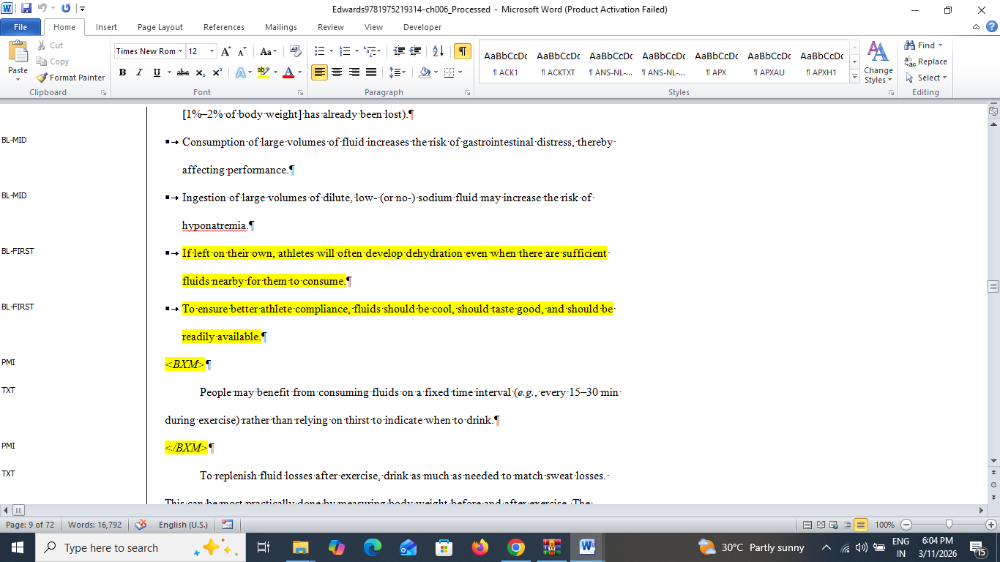 Edwards9781975219314-ch006_Processed - Microsoft Word (Product Activation Failed)
File Home Insert Page Layout References Mailings Review View Developer
Paste
Cut
Copy
Format Painter
Clipboard
Times New Rom 12
Font
Paragraph
AaBbCcDc AaBbCcDc AaBbCcDc AaBbCcDc AaBbCcDc AaBbCcDc AaBbCcDc
¶ ACK1 ¶ ACKTXT ¶ ANS-NL-... ¶ ANS-NL-... ¶ APX ¶ APXAU ¶ APXH1
Styles
Change Styles
Find
Replace
Select
Editing
[1%–2% of body weight] has already been lost).¶
BL-MID ▪→ Consumption of large volumes of fluid increases the risk of gastrointestinal distress, thereby
affecting performance.¶
BL-MID ▪→ Ingestion of large volumes of dilute, low- (or no-) sodium fluid may increase the risk of
hyponatremia.¶
BL-FIRST ▪→ If left on their own, athletes will often develop dehydration even when there are sufficient
fluids nearby for them to consume.¶
BL-FIRST ▪→ To ensure better athlete compliance, fluids should be cool, should taste good, and should be
readily available.¶
PMI <BXM>¶
TXT People may benefit from consuming fluids on a fixed time interval (e.g., every 15–30 min
during exercise) rather than relying on thirst to indicate when to drink.¶
PMI </BXM>¶
TXT To replenish fluid losses after exercise, drink as much as needed to match sweat losses.
This can be most practically done by measuring body weight before and after exercise. The
Page: 9 of 72 Words: 16,792 English (U.S.) 100%
Type here to search
30°C Partly sunny
ENG
IN
6:04 PM
3/11/2026
15